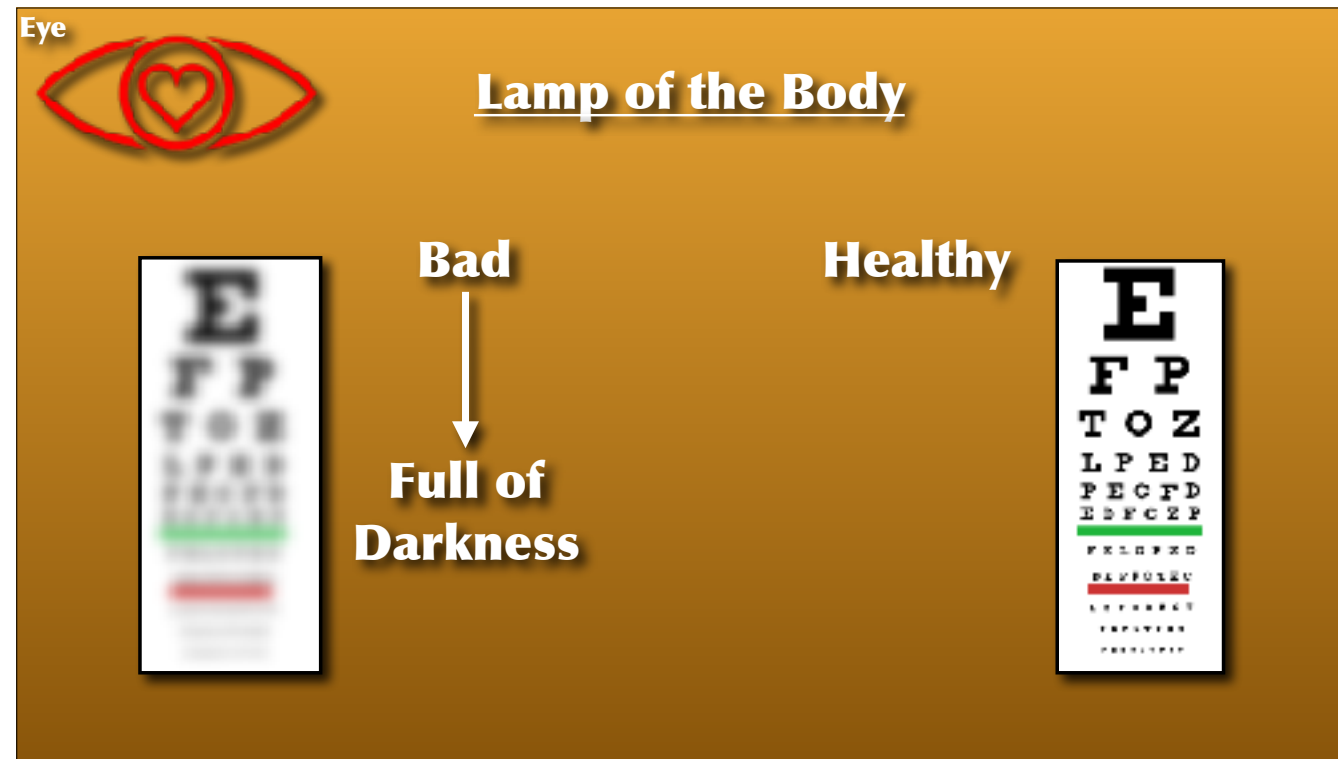 Eye
Lamp of the Body
Bad
Healthy
Full of
Darkness
E
F P
T O Z
E
F P
T O Z
L P E D
P E C F D
E D F C Z P